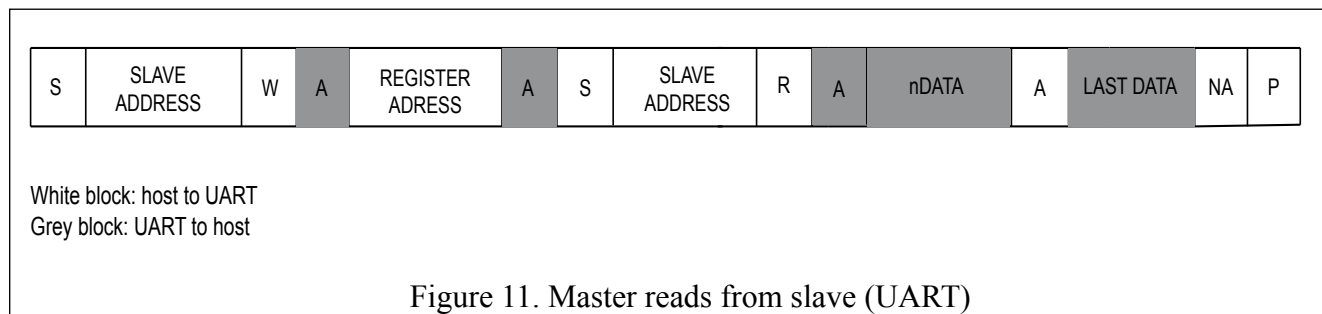 S SLAVE ADDRESS W A REGISTER ADRESS A S SLAVE ADDRESS R A nDATA A LAST DATA NA P
White block: host to UART
Grey block: UART to host
Figure 11. Master reads from slave (UART)